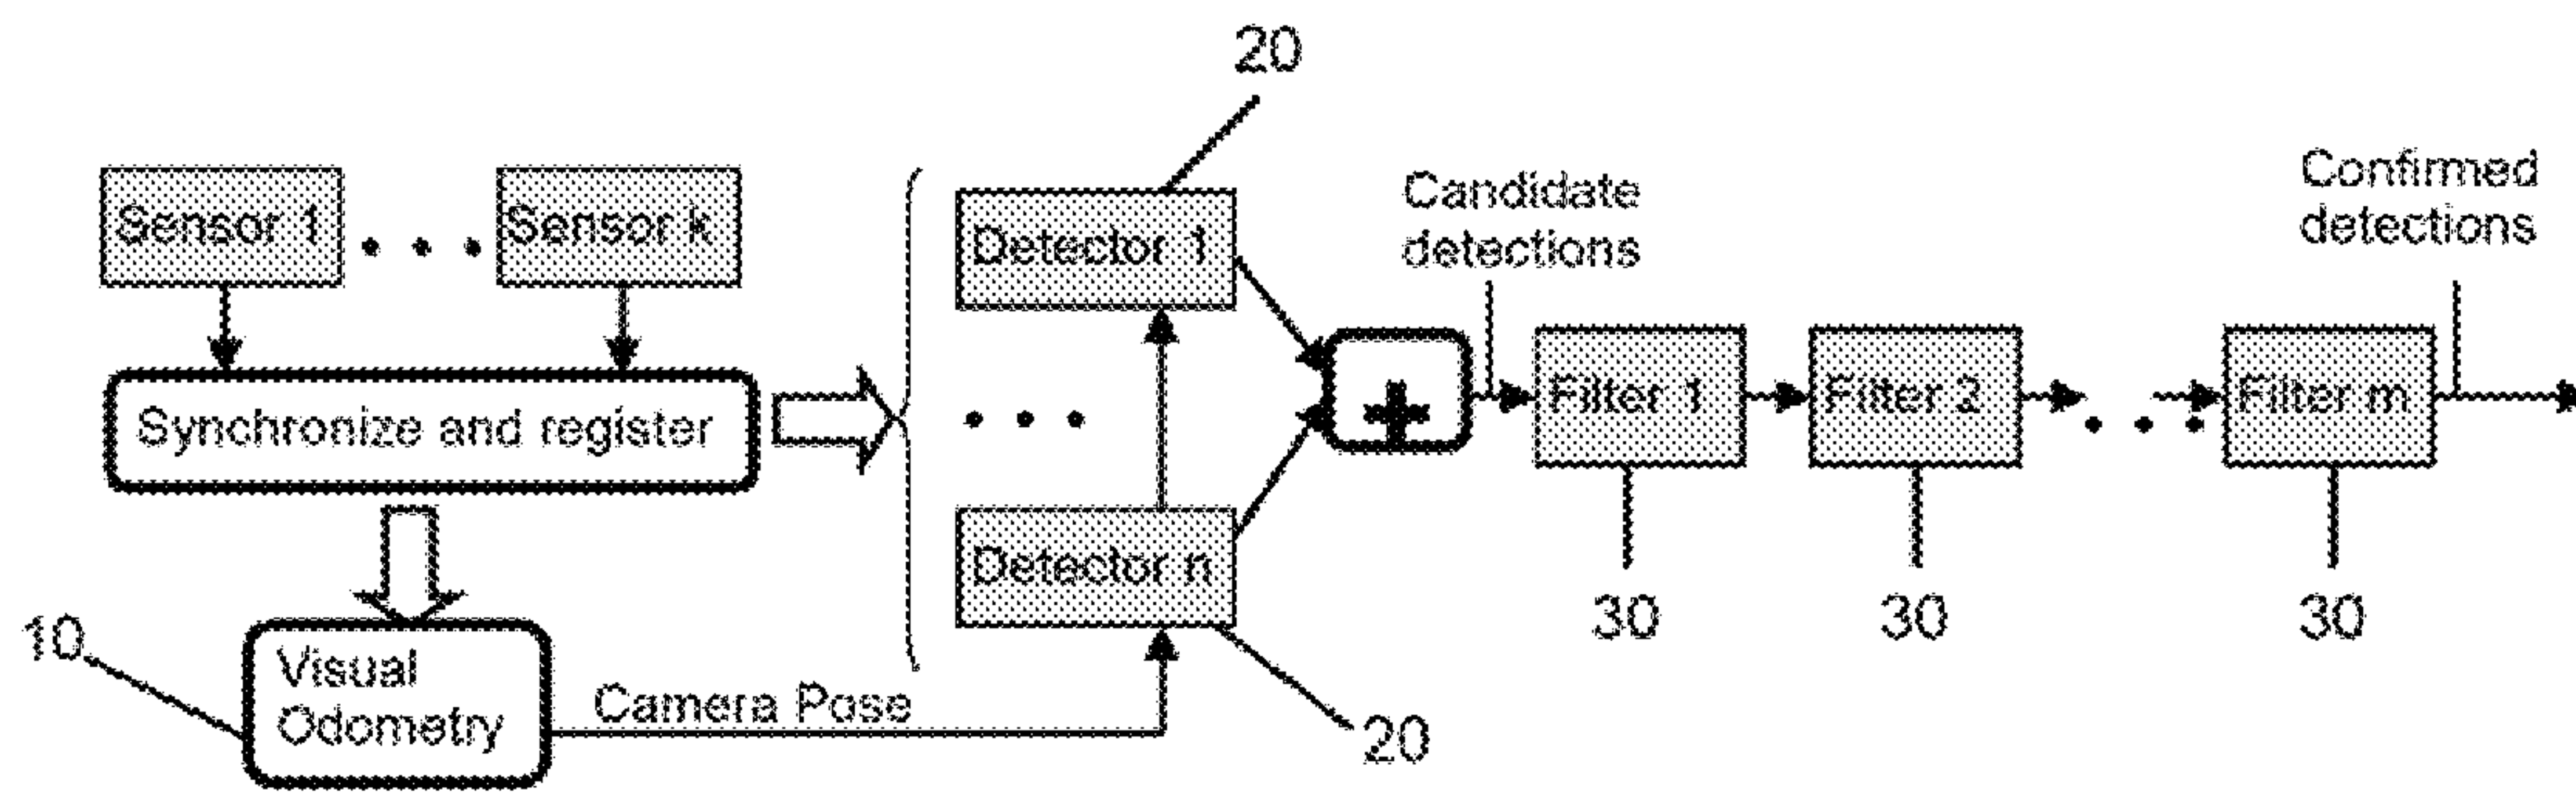 20
Sensor 1 . . . Sensor k
Detector 1
Candidate
detections
Confirmed
detections
Synchronize and register
. . .
+
Filter 1
Filter 2
. . .
Filter m
Detector n
30
30
30
10
Visual
Odometry
Camera Pose
20